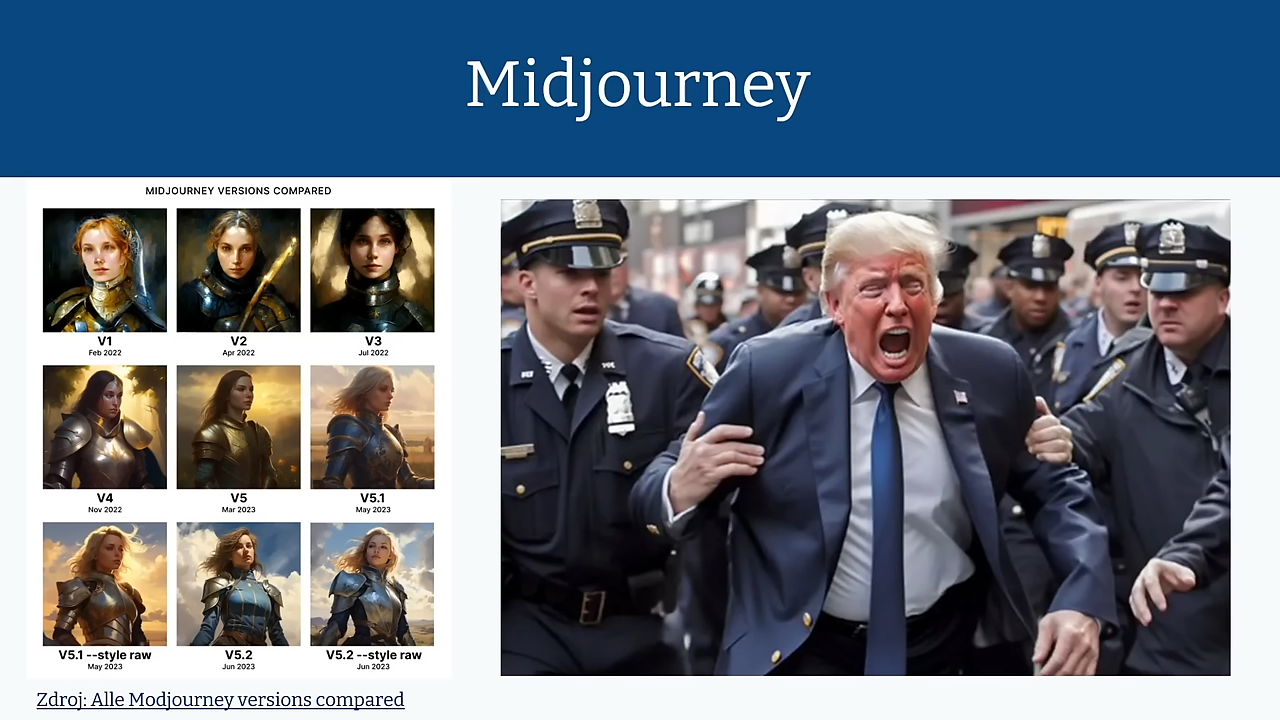 Midjourney
MIDJOURNEY VERSIONS COMPARED
V1
Feb 2022
V2
Apr 2022
V3
Jul 2022
V4
Nov 2022
V5
Mar 2023
V5.1
May 2023
V5.1 --style raw
May 2023
V5.2
Jun 2023
V5.2 --style raw
Jun 2023
Zdroj: Alle Modjourney versions compared